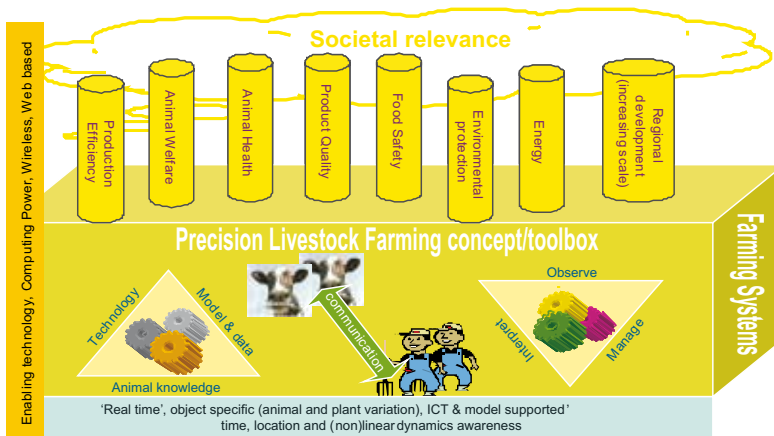 Societal relevance
Enabling technology, Computing Power, Wireless, Web based
Production
Efficiency
Animal Welfare
Animal Health
Product Quality
Food Safety
Environmental
protection
Energy
Regional
development
(increasing scale)
Precision Livestock Farming concept/toolbox
Farming Systems
Technology
Model & data
Animal knowledge
communication
Observe
Interpret
Manage
'Real time', object specific (animal and plant variation), ICT & model supported'
time, location and (non)linear dynamics awareness